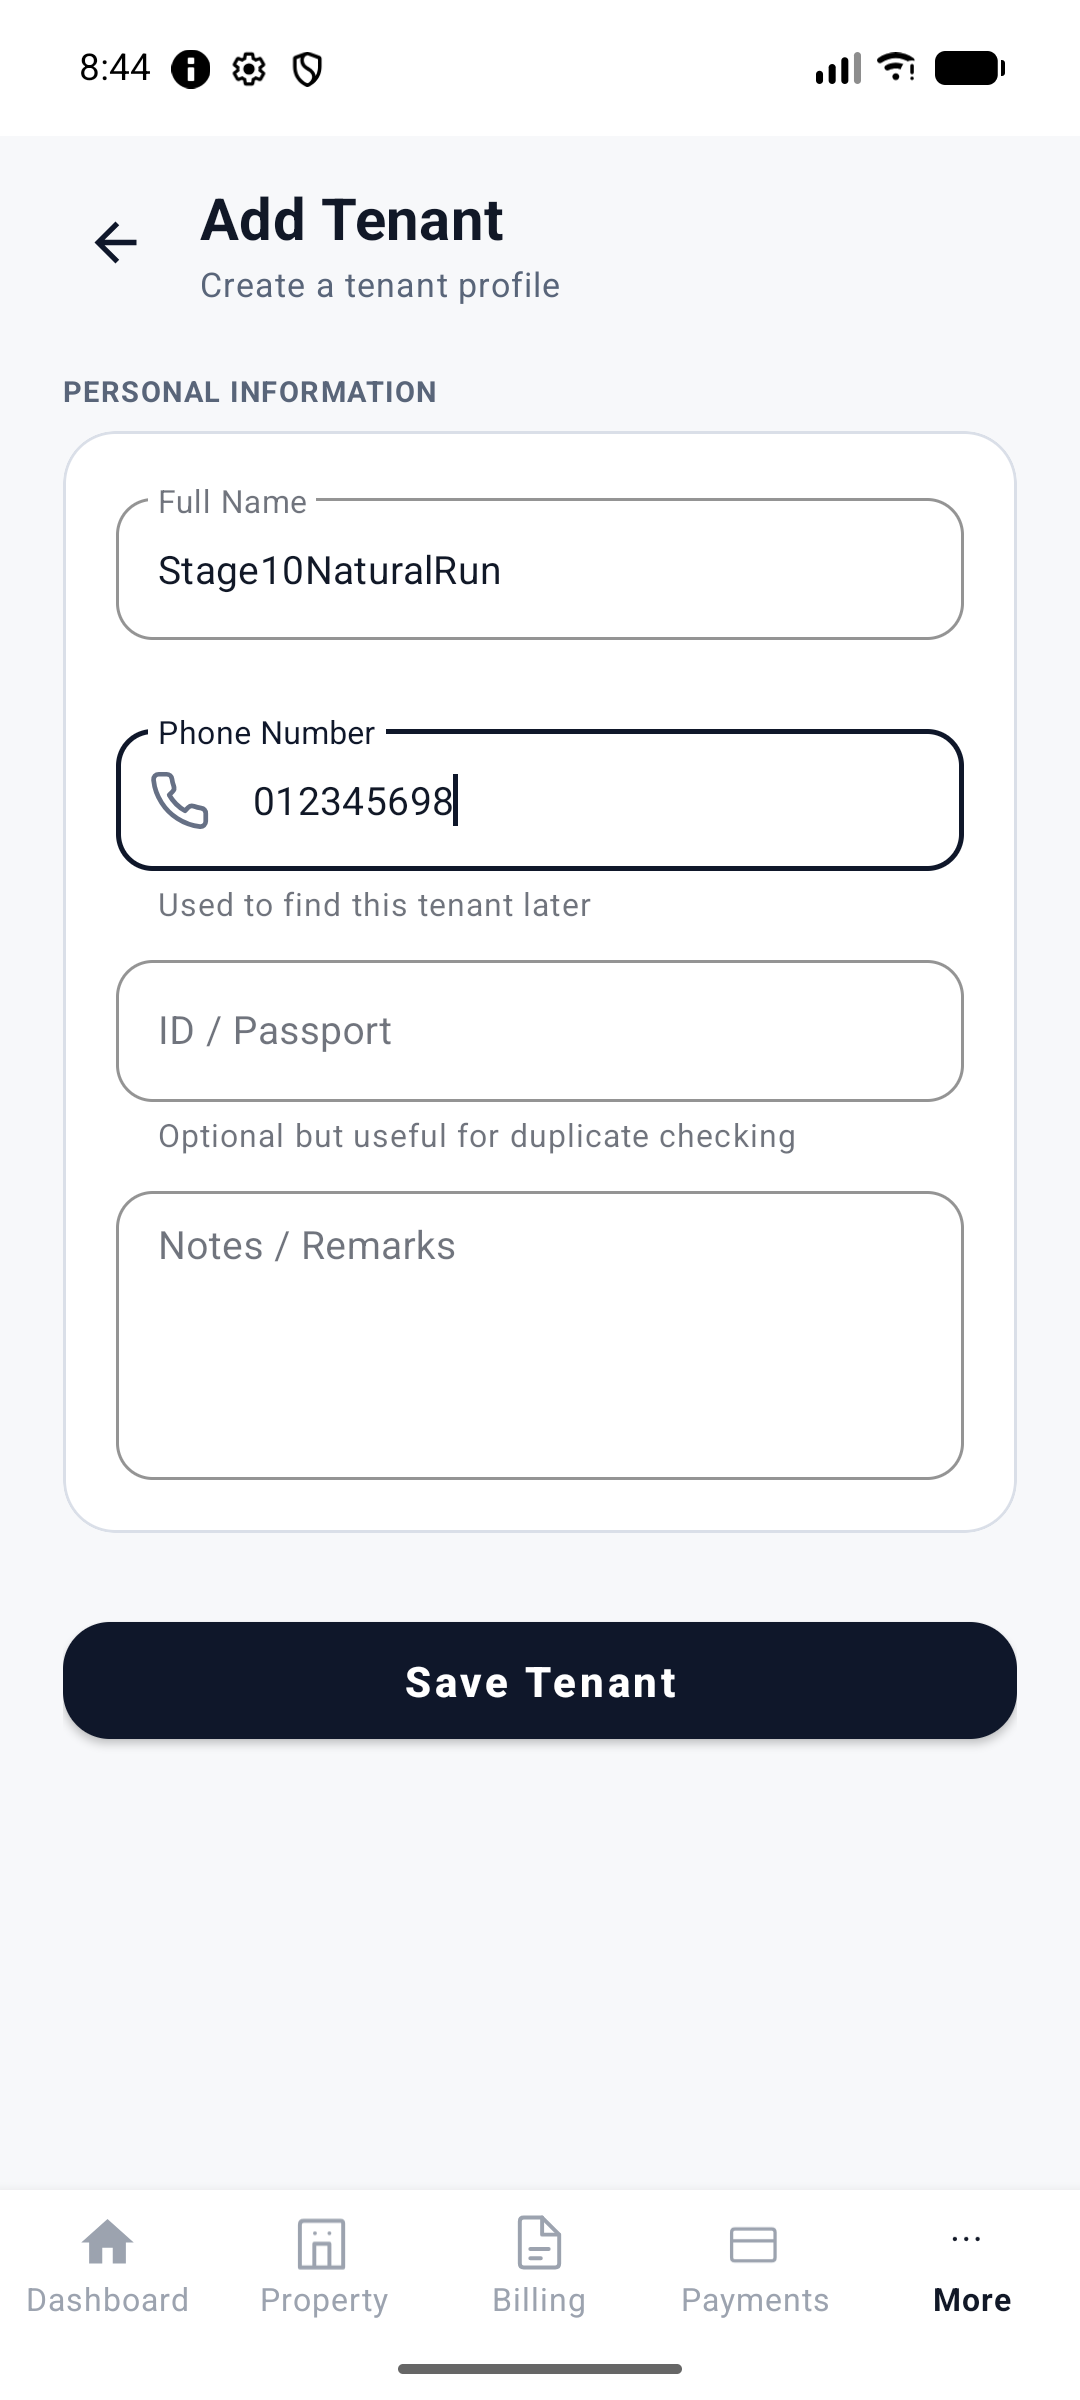 8:44
Add Tenant
Create a tenant profile
PERSONAL INFORMATION
Full Name
Stage10NaturalRun
Phone Number
012345698
Used to find this tenant later
ID / Passport
Optional but useful for duplicate checking
Notes / Remarks
Save Tenant
Dashboard
Property
Billing
Payments
More